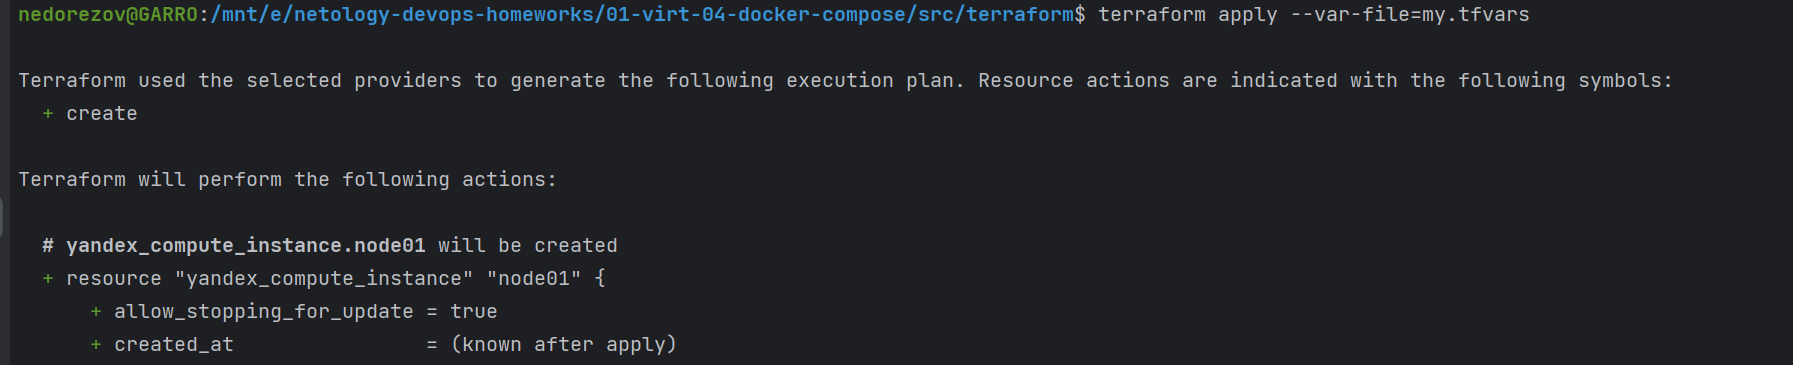 nedorezov@GARRO:/mnt/e/netology-devops-homeworks/01-virt-04-docker-compose/src/terraform$ terraform apply --var-file=my.tfvars
Terraform used the selected providers to generate the following execution plan. Resource actions are indicated with the following symbols:
+ create
Terraform will perform the following actions:
# yandex_compute_instance.node01 will be created
+ resource "yandex_compute_instance" "node01" {
+ allow_stopping_for_update = true
+ created_at                = (known after apply)